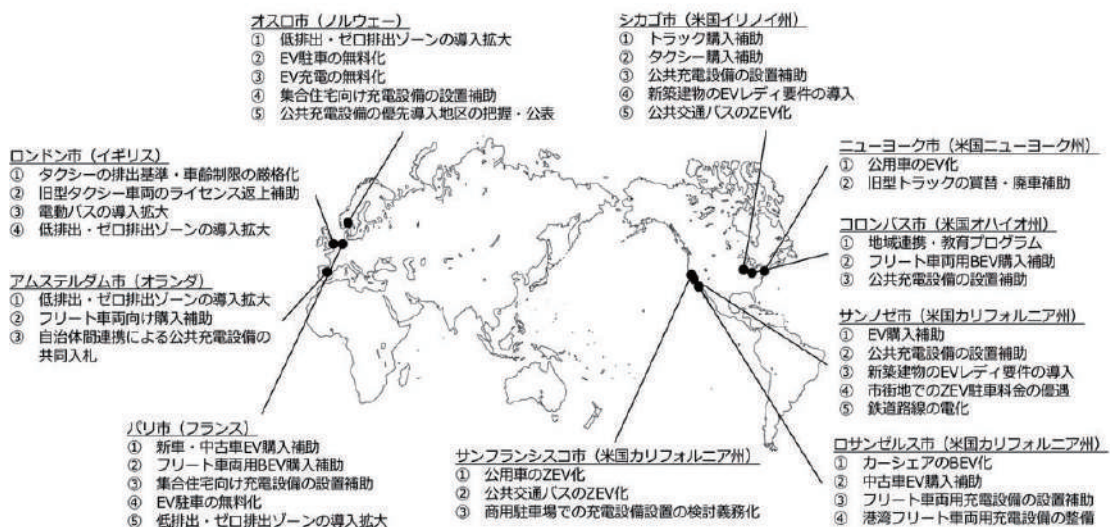 オスロ市（ノルウェー）
① 低排出・ゼロ排出ゾーンの導入拡大
② EV駐車の無料化
③ EV充電の無料化
④ 集合住宅向け充電設備の設置補助
⑤ 公共充電設備の優先導入地区の把握・公表
シカゴ市（米国イリノイ州）
① トラック購入補助
② タクシー購入補助
③ 公共充電設備の設置補助
④ 新築建物のEVレディ要件の導入
⑤ 公共交通バスのZEV化
ロンドン市（イギリス）
① タクシーの排出基準・車齢制限の厳格化
② 旧型タクシー車両のライセンス返上補助
③ 電動バスの導入拡大
④ 低排出・ゼロ排出ゾーンの導入拡大
ニューヨーク市（米国ニューヨーク州）
① 公用車のEV化
② 旧型トラックの買替・廃車補助
コロンバス市（米国オハイオ州）
① 地域連携・教育プログラム
② フリート車両用BEV購入補助
③ 公共充電設備の設置補助
アムステルダム市（オランダ）
① 低排出・ゼロ排出ゾーンの導入拡大
② フリート車両向け購入補助
③ 自治体間連携による公共充電設備の
共同入札
サンノゼ市（米国カリフォルニア州）
① EV購入補助
② 公共充電設備の設置補助
③ 新築建物のEVレディ要件の導入
④ 市街地でのZEV駐車料金の優遇
⑤ 鉄道路線の電化
パリ市（フランス）
① 新車・中古車EV購入補助
② フリート車両用BEV購入補助
③ 集合住宅向け充電設備の設置補助
④ EV駐車の無料化
⑤ 低排出・ゼロ排出ゾーンの導入拡大
サンフランシスコ市（米国カリフォルニア州）
① 公用車のZEV化
② 公共交通バスのZEV化
③ 商用駐車場での充電設備設置の検討義務化
ロサンゼルス市（米国カリフォルニア州）
① カーシェアのBEV化
② 中古車EV購入補助
③ フリート車両用充電設備の設置補助
④ 港湾フリート車両用充電設備の整備